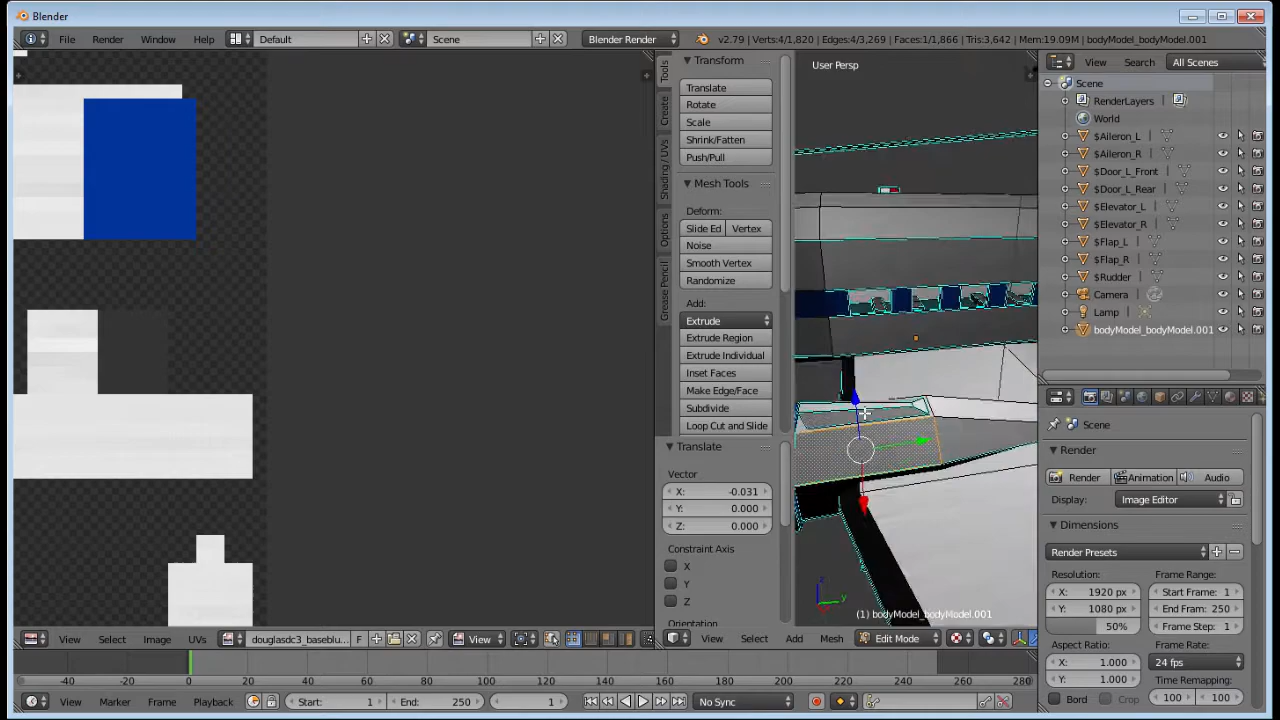 Blender
File Render Window Help Default Scene Blender Render v2.79 | Verts:4/1,820 | Edges:4/3,269 | Faces:1/1,866 | Tris:3,642 | Mem:19.09M | bodyModel_bodyModel.001
Tools
Create
Shading / UVs
Options
Grease Pencil
Transform
Translate
Rotate
Scale
Shrink/Fatten
Push/Pull
Mesh Tools
Deform:
Slide Ed Vertex
Noise
Smooth Vertex
Randomize
Add:
Extrude
Extrude Region
Extrude Individual
Inset Faces
Make Edge/Face
Subdivide
Loop Cut and Slide
Translate
Vector
X: -0.031
Y: 0.000
Z: 0.000
Constraint Axis
X
Y
Z
Orientation
User Persp
z
y
(1) bodyModel_bodyModel.001
View Search All Scenes
Scene
RenderLayers
World
$Aileron_L
$Aileron_R
$Door_L_Front
$Door_L_Rear
$Elevator_L
$Elevator_R
$Flap_L
$Flap_R
$Rudder
Camera
Lamp
bodyModel_bodyModel.001
Scene
Render
Render Animation Audio
Display: Image Editor
Dimensions
Render Presets
Resolution: Frame Range:
X: 1920 px Start Frame: 1
Y: 1080 px End Fram: 250
50% Frame Step: 1
Aspect Ratio: Frame Rate:
X: 1.000 24 fps
Y: 1.000 Time Remapping:
Bord Crop 100 100
View Select Image UVs douglasdc3_baseblu... F View
View Select Add Mesh Edit Mode
-40 -20 0 20 40 60 80 100 120 140 160 180 200 220 240 260 280
View Marker Frame Playback Start: 1 End: 250 1 No Sync